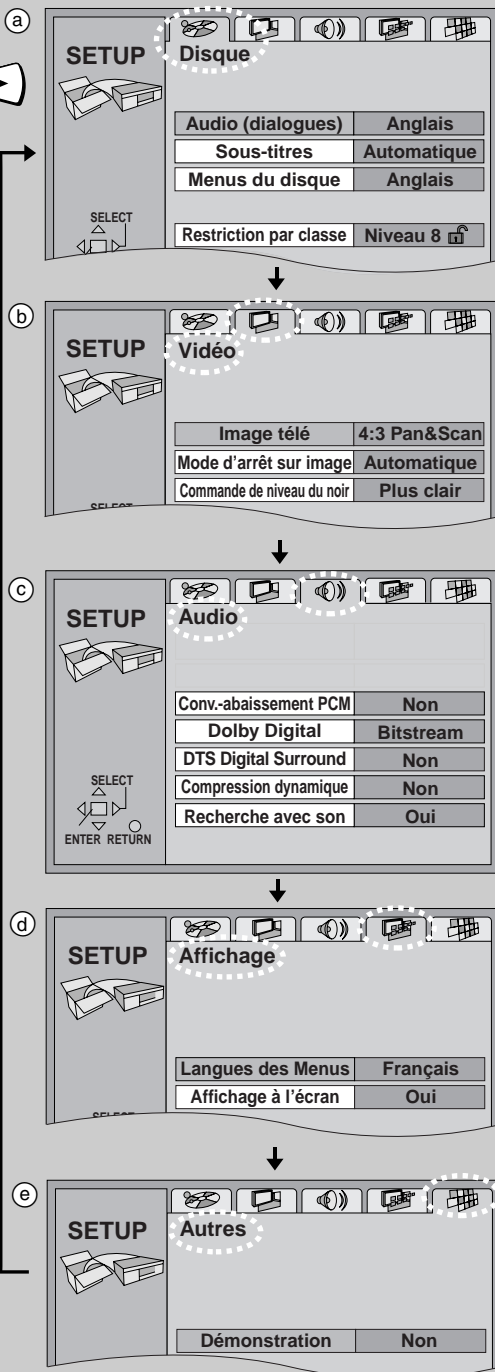 a
SETUP
Disque
Audio (dialogues) Anglais
Sous-titres Automatique
Menus du disque Anglais
Restriction par classe Niveau 8
SELECT
b
SETUP
Vidéo
Image télé 4:3 Pan&Scan
Mode d'arrêt sur image Automatique
Commande de niveau du noir Plus clair
SELECT
c
SETUP
Audio
Conv.-abaissement PCM Non
Dolby Digital Bitstream
DTS Digital Surround Non
Compression dynamique Non
Recherche avec son Oui
SELECT
ENTER RETURN
d
SETUP
Affichage
Langues des Menus Français
Affichage à l'écran Oui
SELECT
e
SETUP
Autres
Démonstration Non